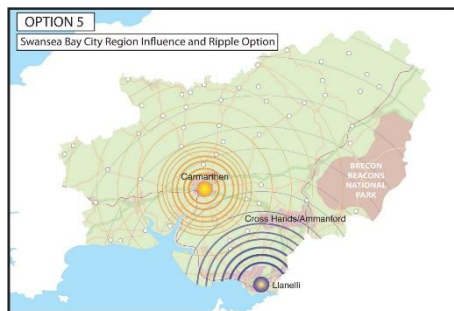 OPTION 5
Swansea Bay City Region Influence and Ripple Option
Carmarthen
BRECON
BEACONS
NATIONAL
PARK
Cross Hands/Ammanford
Llanelli